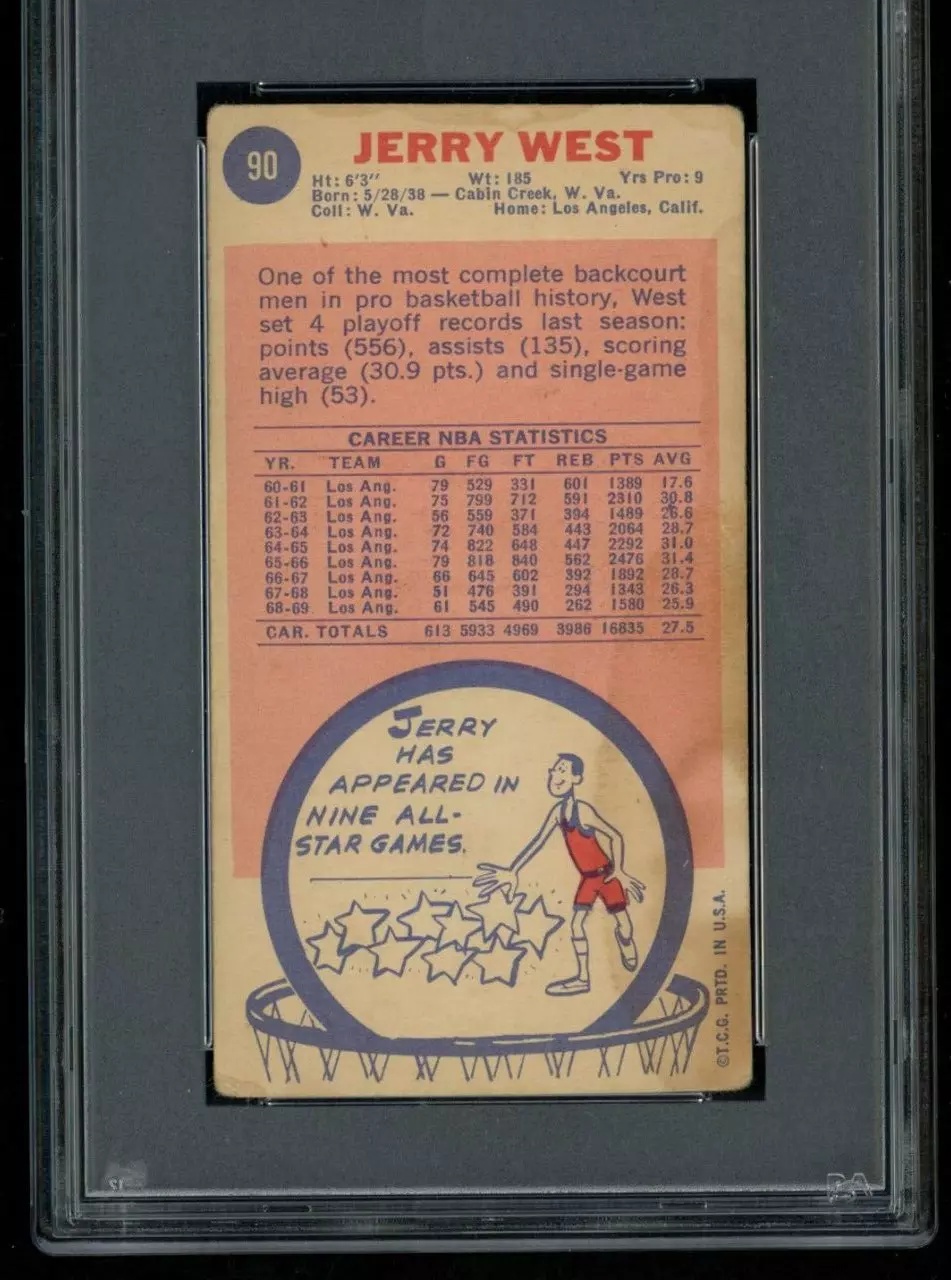 90
JERRY WEST
Ht: 6'3" Wt: 185 Yrs Pro: 9
Born: 5/28/38 — Cabin Creek, W. Va.
Coll: W. Va. Home: Los Angeles, Calif.
One of the most complete backcourt
men in pro basketball history, West
set 4 playoff records last season:
points (556), assists (135), scoring
average (30.9 pts.) and single-game
high (53).
CAREER NBA STATISTICS
YR. TEAM G FG FT REB PTS AVG
60-61 Los Ang. 79 529 331 601 1389 17.6
61-62 Los Ang. 75 799 712 591 2310 30.8
62-63 Los Ang. 56 559 371 394 1489 26.6
63-64 Los Ang. 72 740 584 443 2064 28.7
64-65 Los Ang. 74 822 648 447 2292 31.0
65-66 Los Ang. 79 818 840 562 2476 31.4
66-67 Los Ang. 66 645 602 392 1892 28.7
67-68 Los Ang. 51 476 391 294 1343 26.3
68-69 Los Ang. 61 545 490 262 1580 25.9
CAR. TOTALS 613 5933 4969 3986 16835 27.5
JERRY
HAS
APPEARED IN
NINE ALL-
STAR GAMES.
©T.C.G. PRTD. IN U.S.A.